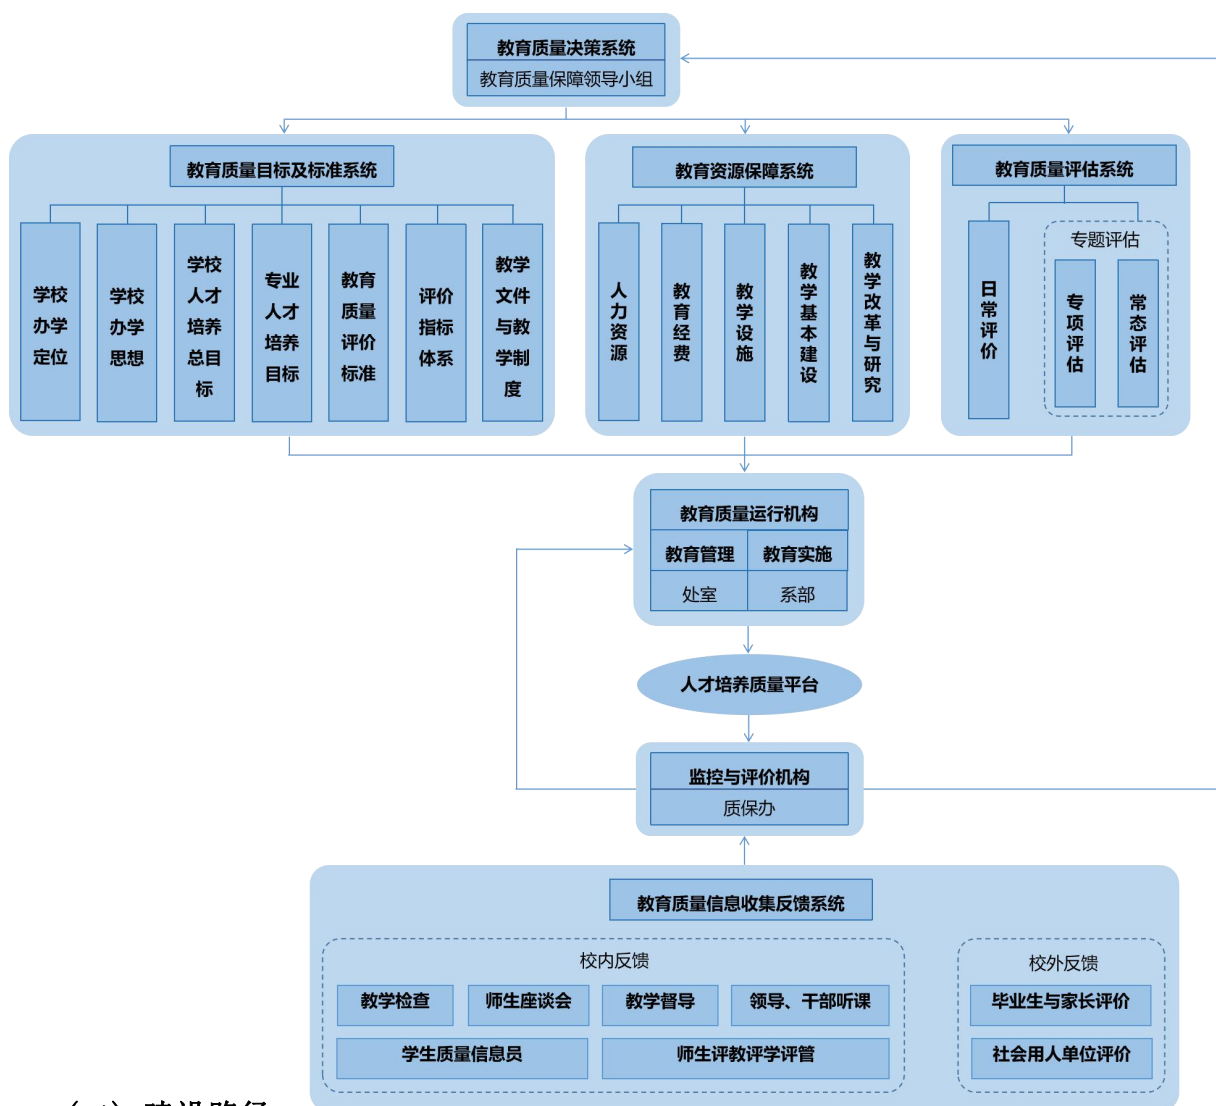 教育质量决策系统
教育质量保障领导小组
教育质量目标及标准系统
学校
办学
定位
学校
办学
思想
学校
人才
培养
总目
标
专业
人才
培养
目标
教育
质量
评价
标准
评价
指标
体系
教学
文件
与教
学制
度
教育资源保障系统
人力资源
教育经费
教学设施
教学基本建设
教学改革与研究
教育质量评估系统
日常评价
专题评估
专项评估
常态评估
教育质量运行机构
教育管理
教育实施
处室
系部
人才培养质量平台
监控与评价机构
质保办
教育质量信息收集反馈系统
校内反馈
教学检查
师生座谈会
教学督导
领导、干部听课
学生质量信息员
师生评教评学评管
校外反馈
毕业生与家长评价
社会用人单位评价